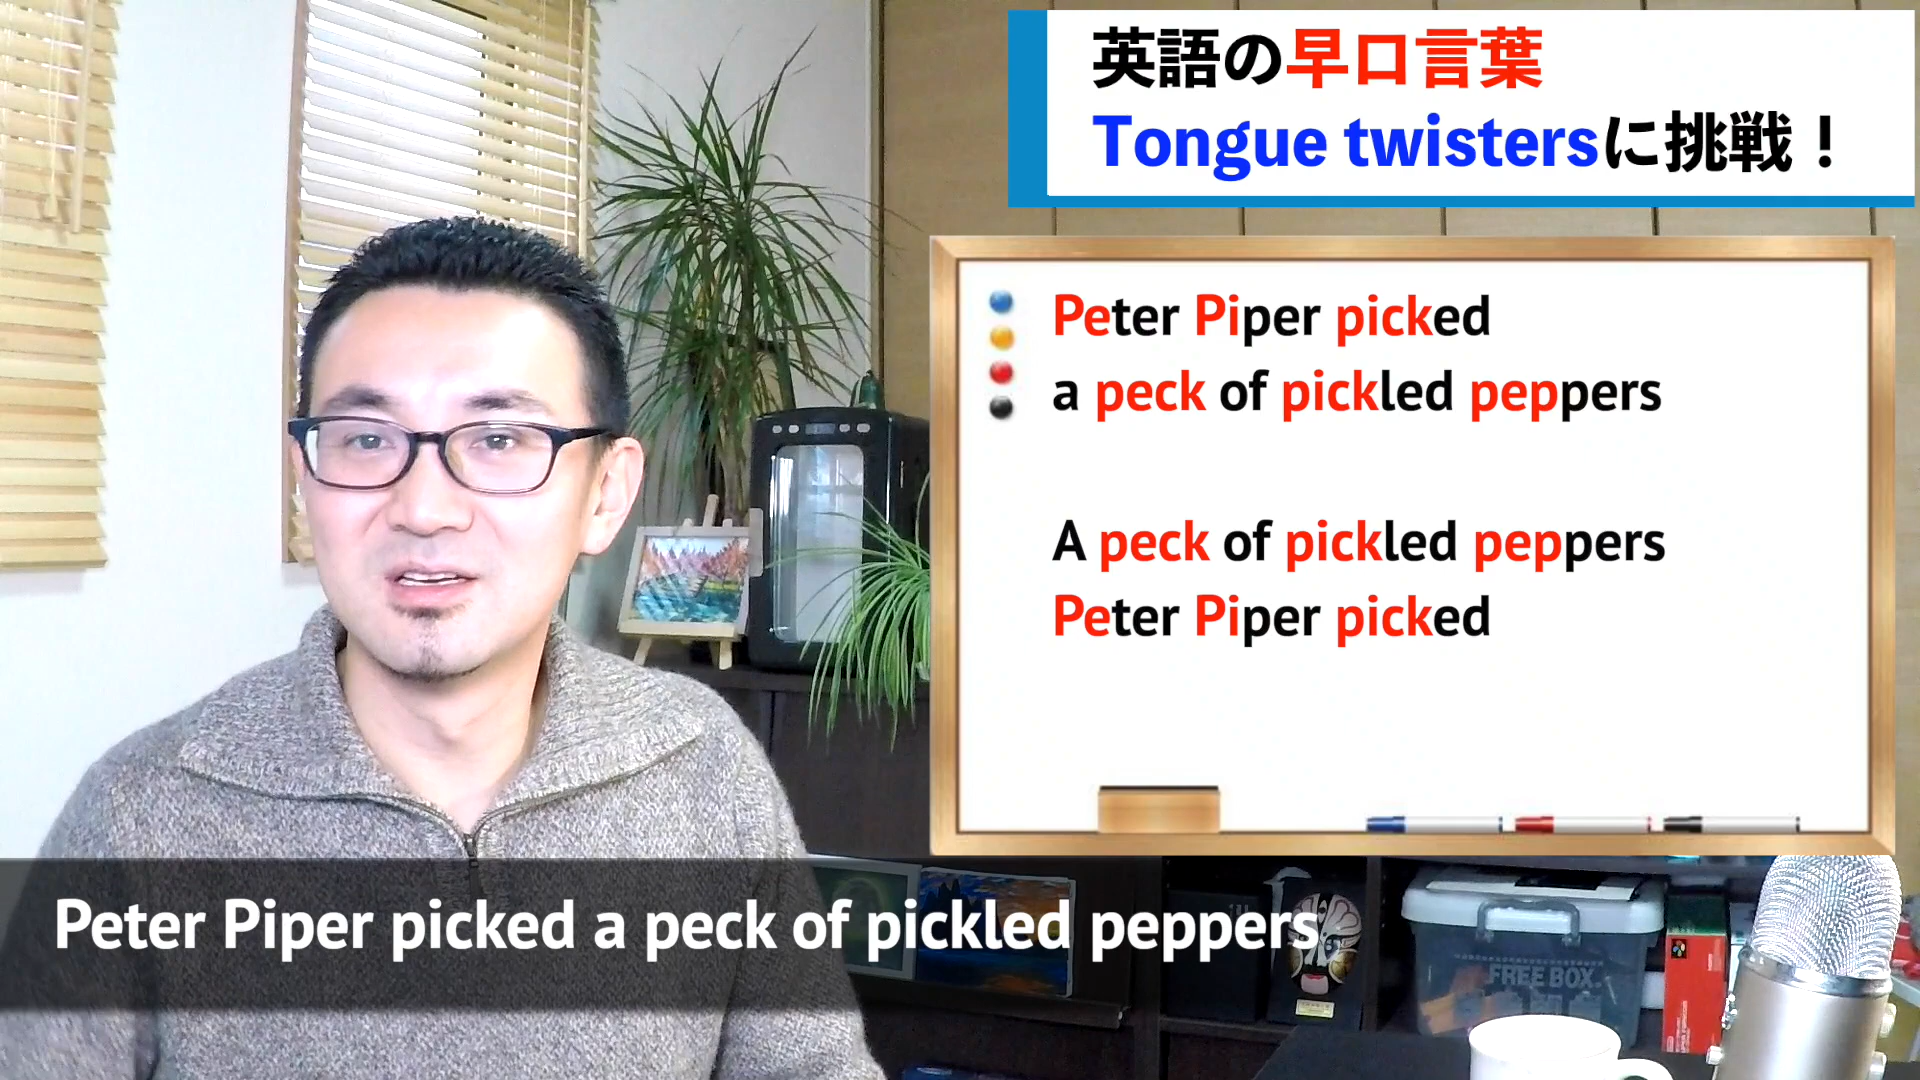 英語の早口言葉
Tongue twistersに挑戦！
Peter Piper picked
a peck of pickled peppers
A peck of pickled peppers
Peter Piper picked
Peter Piper picked a peck of pickled peppers
FREE BOX